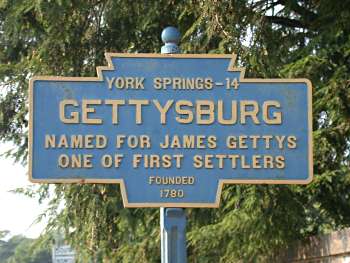 YORK SPRINGS-14
GETTYSBURG
NAMED FOR JAMES GETTYS
ONE OF FIRST SETTLERS
FOUNDED
1780